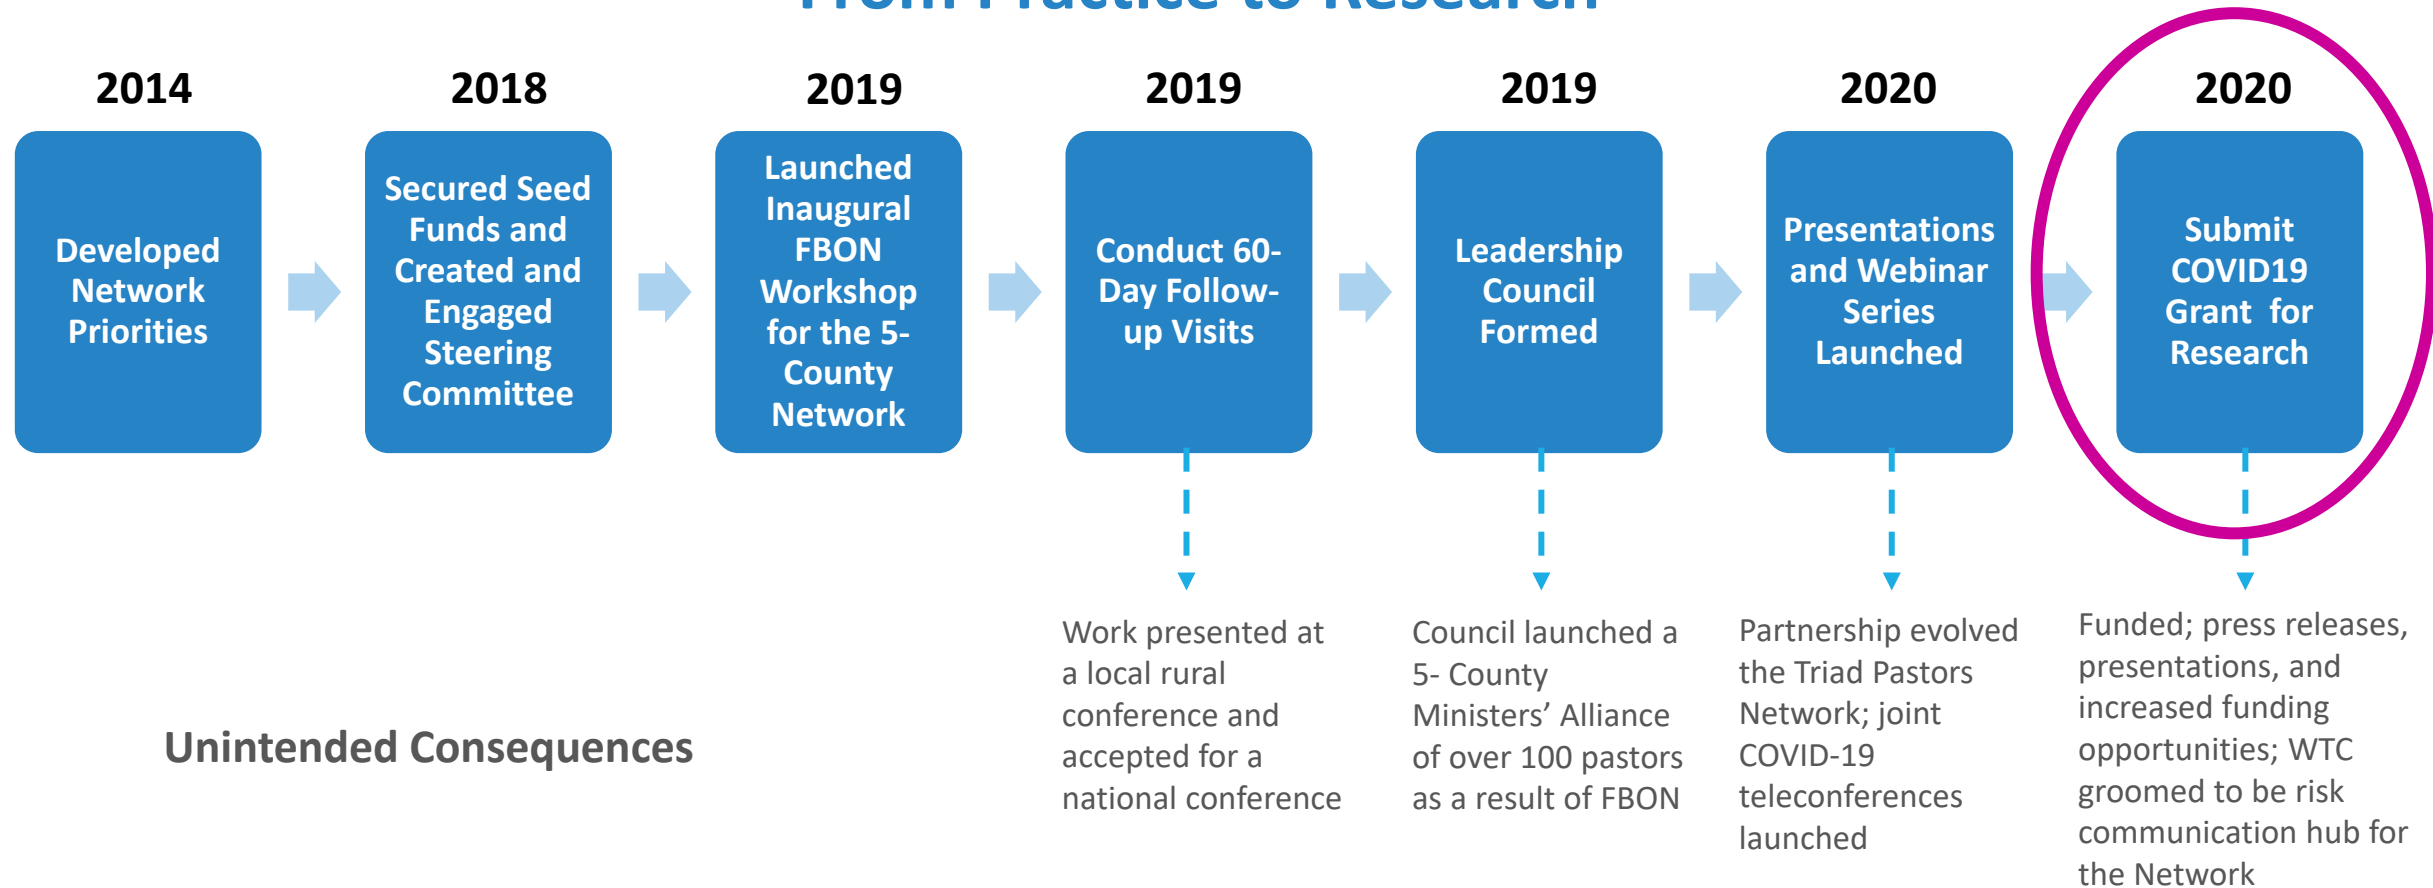 From Practice to Research
2014
Developed
Network
Priorities
2018
Secured Seed
Funds and
Created and
Engaged
Steering
Committee
2019
Launched
Inaugural
FBON
Workshop
for the 5-
County
Network
2019
Conduct 60-
Day Follow-
up Visits
2019
Leadership
Council
Formed
2020
Presentations
and Webinar
Series
Launched
2020
Submit
COVID19
Grant for
Research
Unintended Consequences
Work presented at
a local rural
conference and
accepted for a
national conference
Council launched a
5- County
Ministers’ Alliance
of over 100 pastors
as a result of FBON
Partnership evolved
the Triad Pastors
Network; joint
COVID-19
teleconferences
launched
Funded; press releases,
presentations, and
increased funding
opportunities; WTC
groomed to be risk
communication hub for
the Network